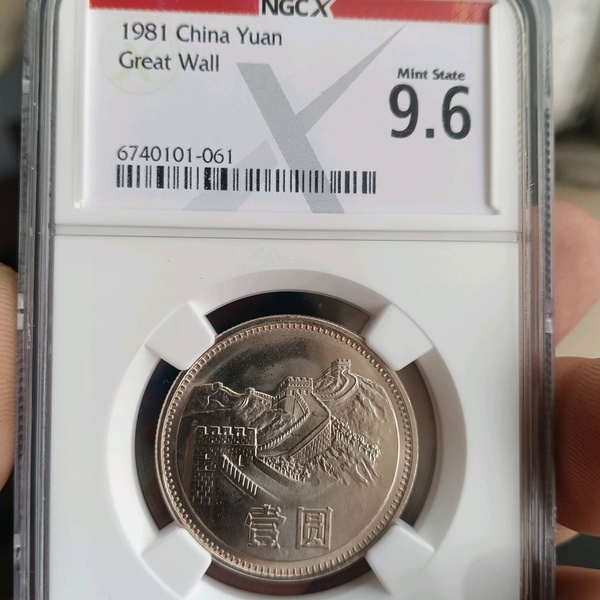 NGCX
1981 China Yuan
Great Wall
Mint State
9.6
6740101-061
壹圆